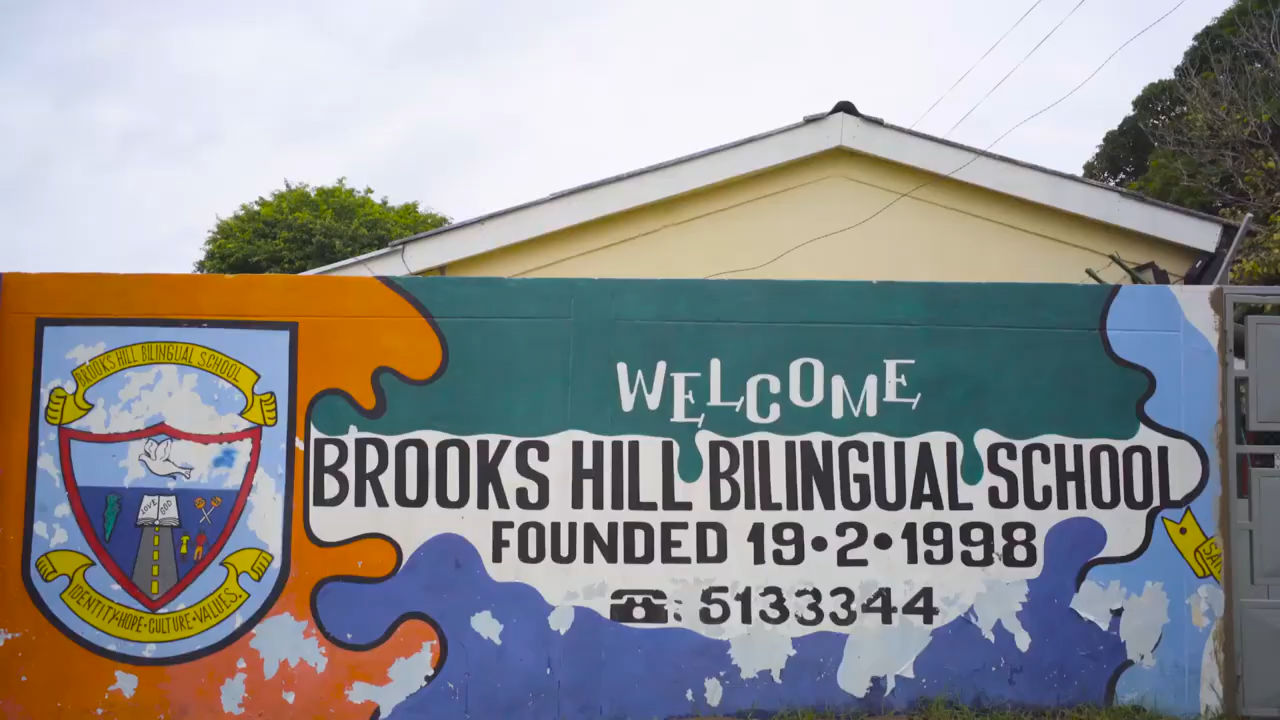 BROOKS HILL BILINGUAL SCHOOL
LOVE GOD
IDENTITY·HOPE·CULTURE·VALUES.
WELCOME
BROOKS HILL BILINGUAL SCHOOL
FOUNDED 19•2•1998
☎: 5133344